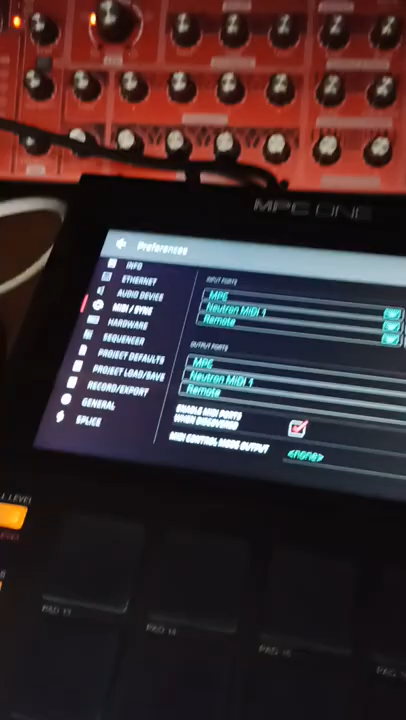 MPC ONE
Preferences
INFO
ETHERNET
AUDIO DEVICE
MIDI / SYNC
HARDWARE
SEQUENCER
PROJECT DEFAULTS
PROJECT LOAD/SAVE
RECORD/EXPORT
GENERAL
SPLICE
INPUT PORTS
MPC
Neutron MIDI 1
Remote
OUTPUT PORTS
MPC
Neutron MIDI 1
Remote
ENABLE MIDI PORTS
WHEN DISCOVERED
MIDI CONTROL MODE OUTPUT
<none>
LEVEL
PAD 13
PAD 14
PAD 15
PAD